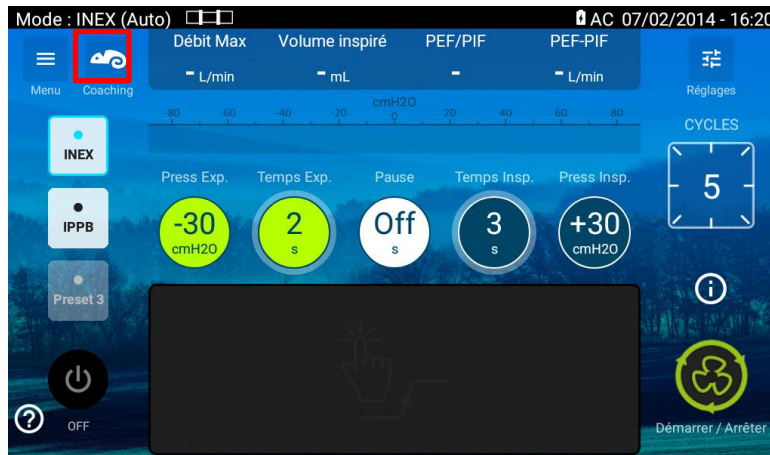 Mode : INEX (Auto) AC 07/02/2014 - 16:20
Débit Max Volume inspiré PEF/PIF PEF-PIF
- L/min - mL - - L/min
Menu Coaching Réglages
cmH2O
-80 -60 -40 -20 0 20 40 60 80
CYCLES
INEX
5
Press Exp. Temps Exp. Pause Temps Insp. Press Insp.
IPPB
-30 2 Off 3 +30
cmH2O s s s cmH2O
Preset 3
i
OFF
?
Démarrer / Arrêter